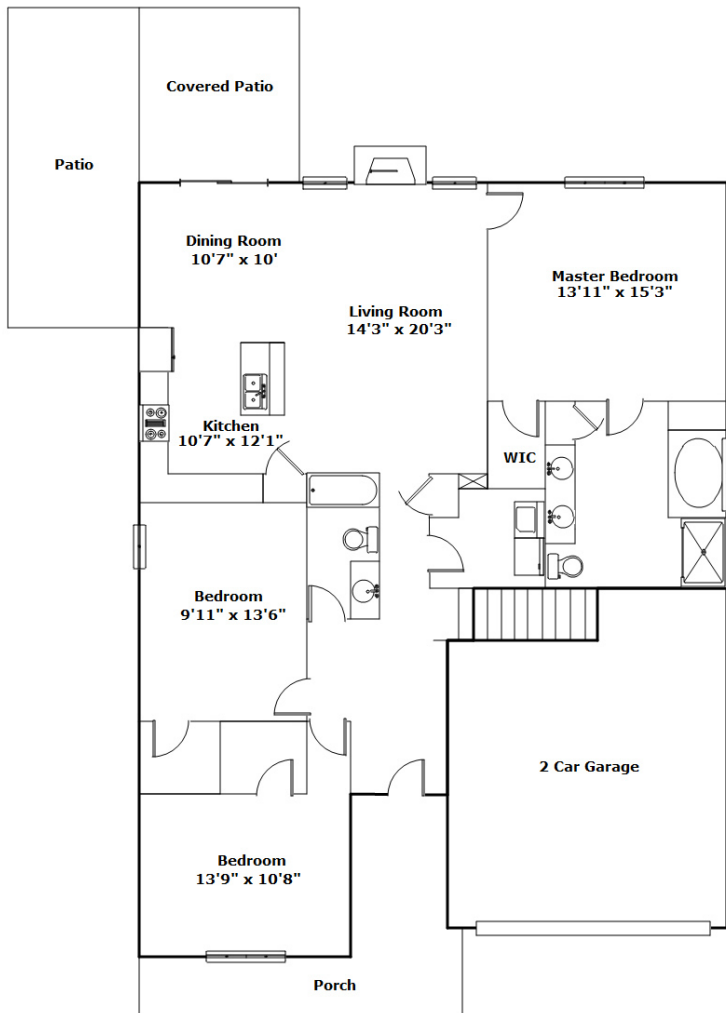 Covered Patio
Patio
Dining Room
10'7" x 10'
Master Bedroom
13'11" x 15'3"
Living Room
14'3" x 20'3"
Kitchen
10'7" x 12'1"
WIC
Bedroom
9'11" x 13'6"
2 Car Garage
Bedroom
13'9" x 10'8"
Porch